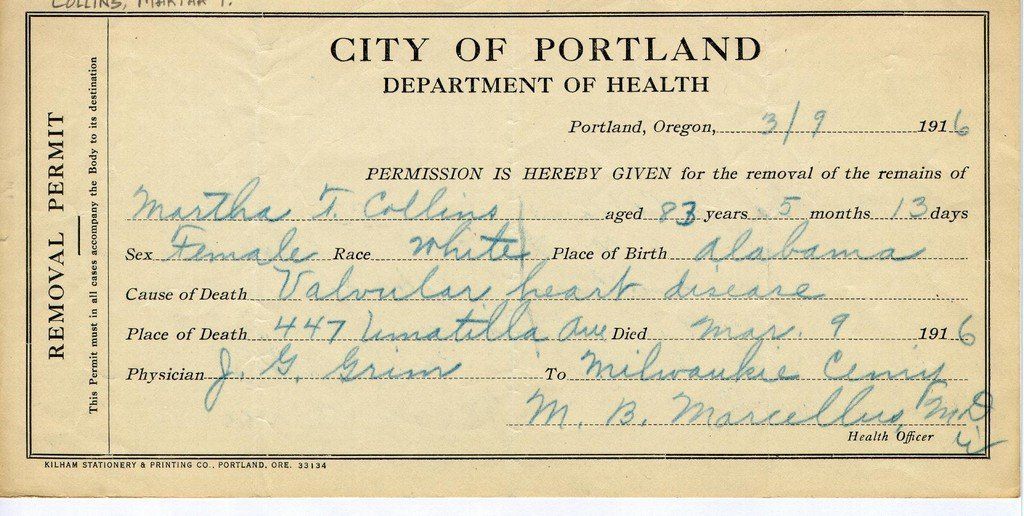 COLLINS, MARTHA T.
CITY OF PORTLAND
DEPARTMENT OF HEALTH
Portland, Oregon, 3/9 1916
PERMISSION IS HEREBY GIVEN for the removal of the remains of
Martha T. Collins aged 83 years 5 months 13 days
Sex Female Race White Place of Birth Alabama
Cause of Death Valvular heart disease
Place of Death 447 Umatilla Ave Died Mar. 9 1916
Physician J. G. Grim To Milwaukie Cemy
M. B. Marcellus, M.D.
Health Officer
REMOVAL PERMIT
This Permit must in all cases accompany the Body to its destination
KILHAM STATIONERY & PRINTING CO., PORTLAND, ORE. 33134